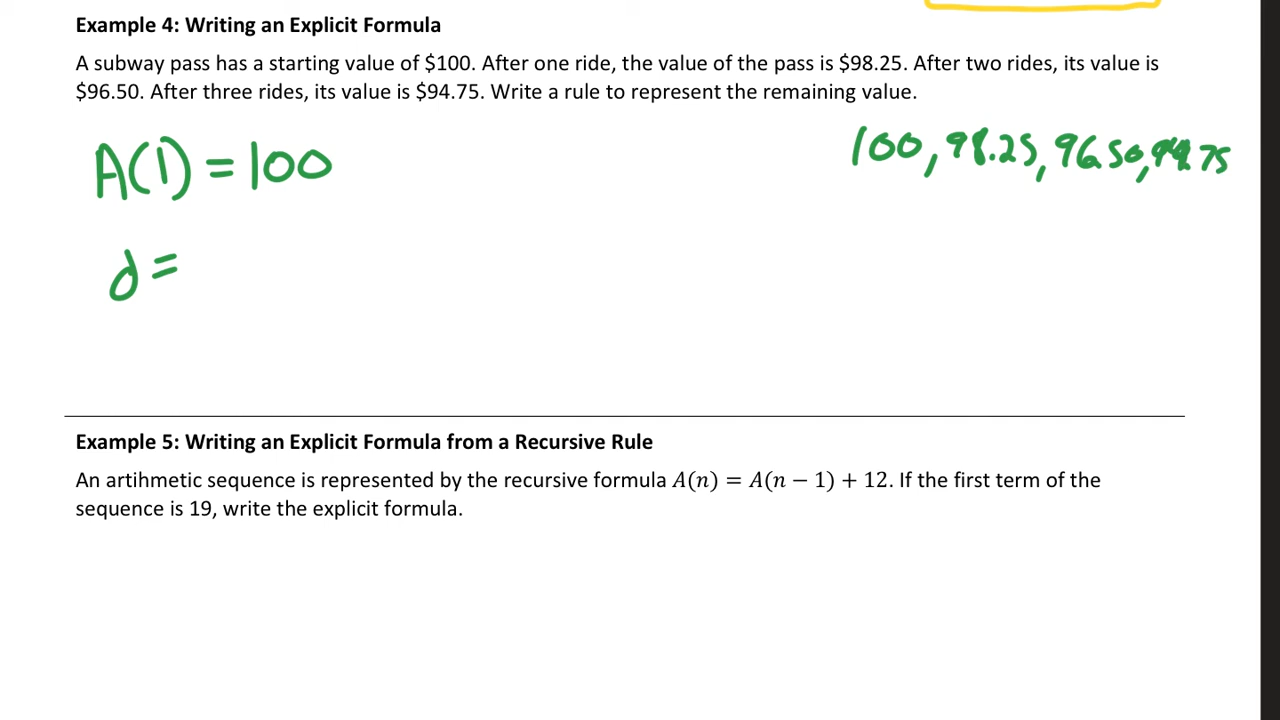 Example 4: Writing an Explicit Formula
A subway pass has a starting value of $100. After one ride, the value of the pass is $98.25. After two rides, its value is
$96.50. After three rides, its value is $94.75. Write a rule to represent the remaining value.
A(1) = 100
100, 98.25, 96.50, 94.75
d =
Example 5: Writing an Explicit Formula from a Recursive Rule
An artihmetic sequence is represented by the recursive formula A(n) = A(n − 1) + 12. If the first term of the
sequence is 19, write the explicit formula.